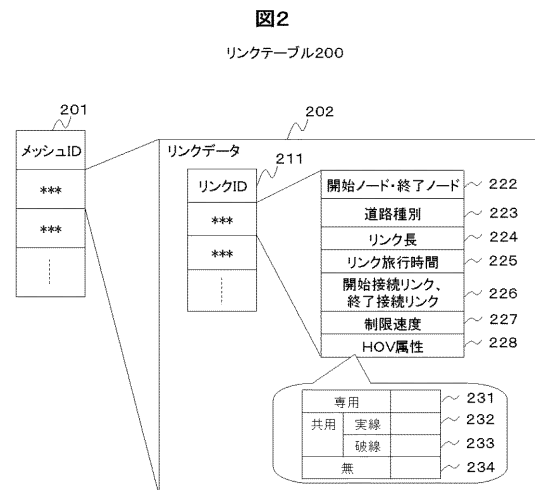 図2
リンクテーブル200
201
202
メッシュID
***
***
リンクデータ
211
リンクID
***
***
開始ノード・終了ノード 222
道路種別 223
リンク長 224
リンク旅行時間 225
開始接続リンク、
終了接続リンク 226
制限速度 227
HOV属性 228
専用 231
共用 実線 232
破線 233
無 234